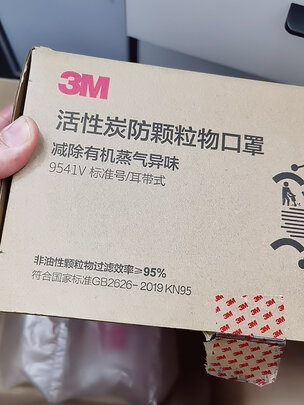 3M
活性炭防颗粒物口罩
减除有机蒸气异味
9541V 标准号/耳带式
非油性颗粒物过滤效率≥95%
符合国家标准GB2626-2019 KN95
3M
3M